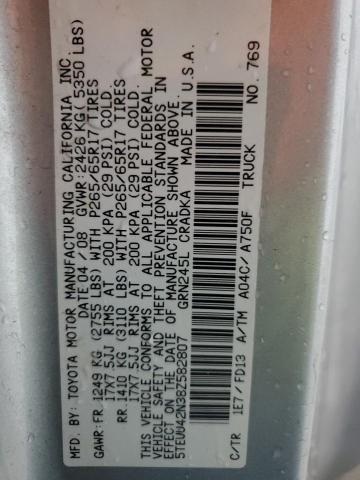 MFD. BY: TOYOTA MOTOR MANUFACTURING CALIFORNIA, INC.
DATE 04 / 08 GVWR: 2426 KG ( 5350 LBS)
GAWR: FR. 1249 KG (2755 LBS) WITH P265/65R17 TIRES
17X7.5JJ RIMS AT 200 KPA (29 PSI) COLD.
RR. 1410 KG (3110 LBS) WITH P265/65R17 TIRES
17X7.5JJ RIMS AT 200 KPA (29 PSI) COLD.
THIS VEHICLE CONFORMS TO ALL APPLICABLE FEDERAL MOTOR
VEHICLE SAFETY AND THEFT PREVENTION STANDARDS IN
EFFECT ON THE DATE OF MANUFACTURE SHOWN ABOVE.
5TEUU42N38Z582807 GRN245L CRADKA MADE IN U.S.A.
C/TR 1E7 / FD13 A/TM A04C / A750F TRUCK NO. 769